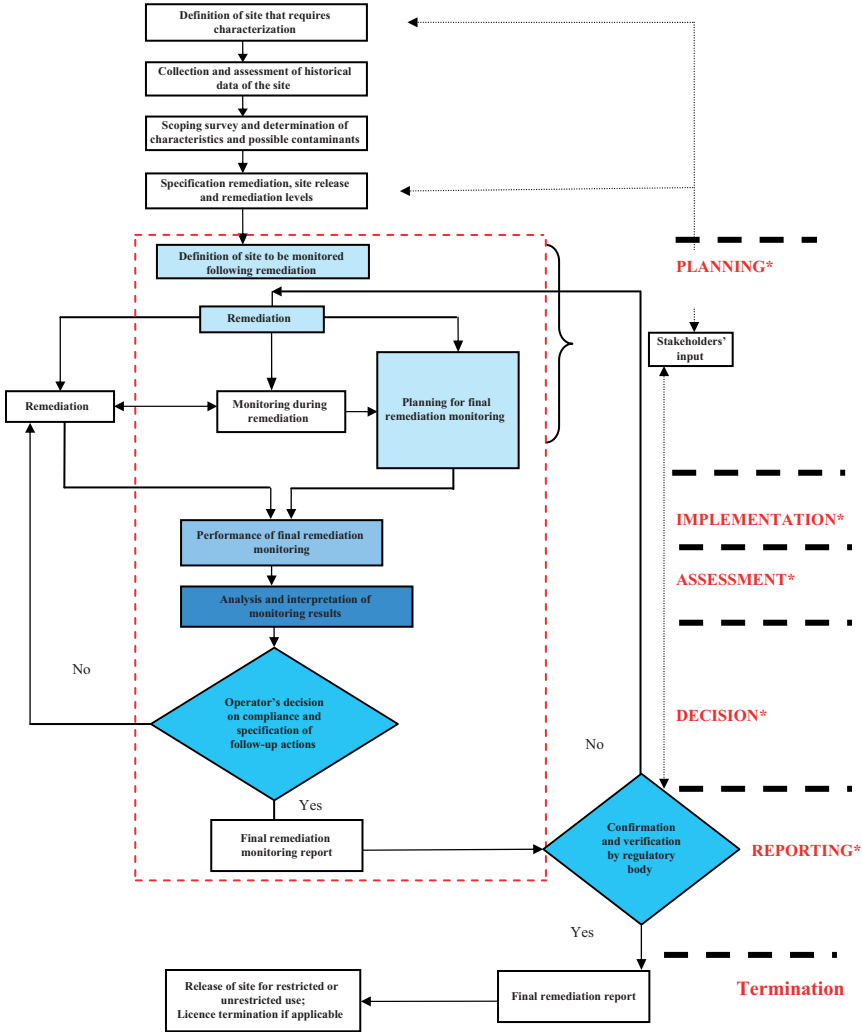 Definition of site that requires
characterization
Collection and assessment of historical
data of the site
Scoping survey and determination of
characteristics and possible contaminants
Specification remediation, site release
and remediation levels
Definition of site to be monitored
following remediation
PLANNING*
Remediation
Stakeholders'
input
Remediation
Monitoring during
remediation
Planning for final
remediation monitoring
IMPLEMENTATION*
Performance of final remediation
monitoring
ASSESSMENT*
Analysis and interpretation of
monitoring results
No
Operator's decision
on compliance and
specification of
follow-up actions
DECISION*
No
Yes
Final remediation
monitoring report
Confirmation
and verification
by regulatory
body
REPORTING*
Yes
Termination
Release of site for restricted or
unrestricted use;
Licence termination if applicable
Final remediation report